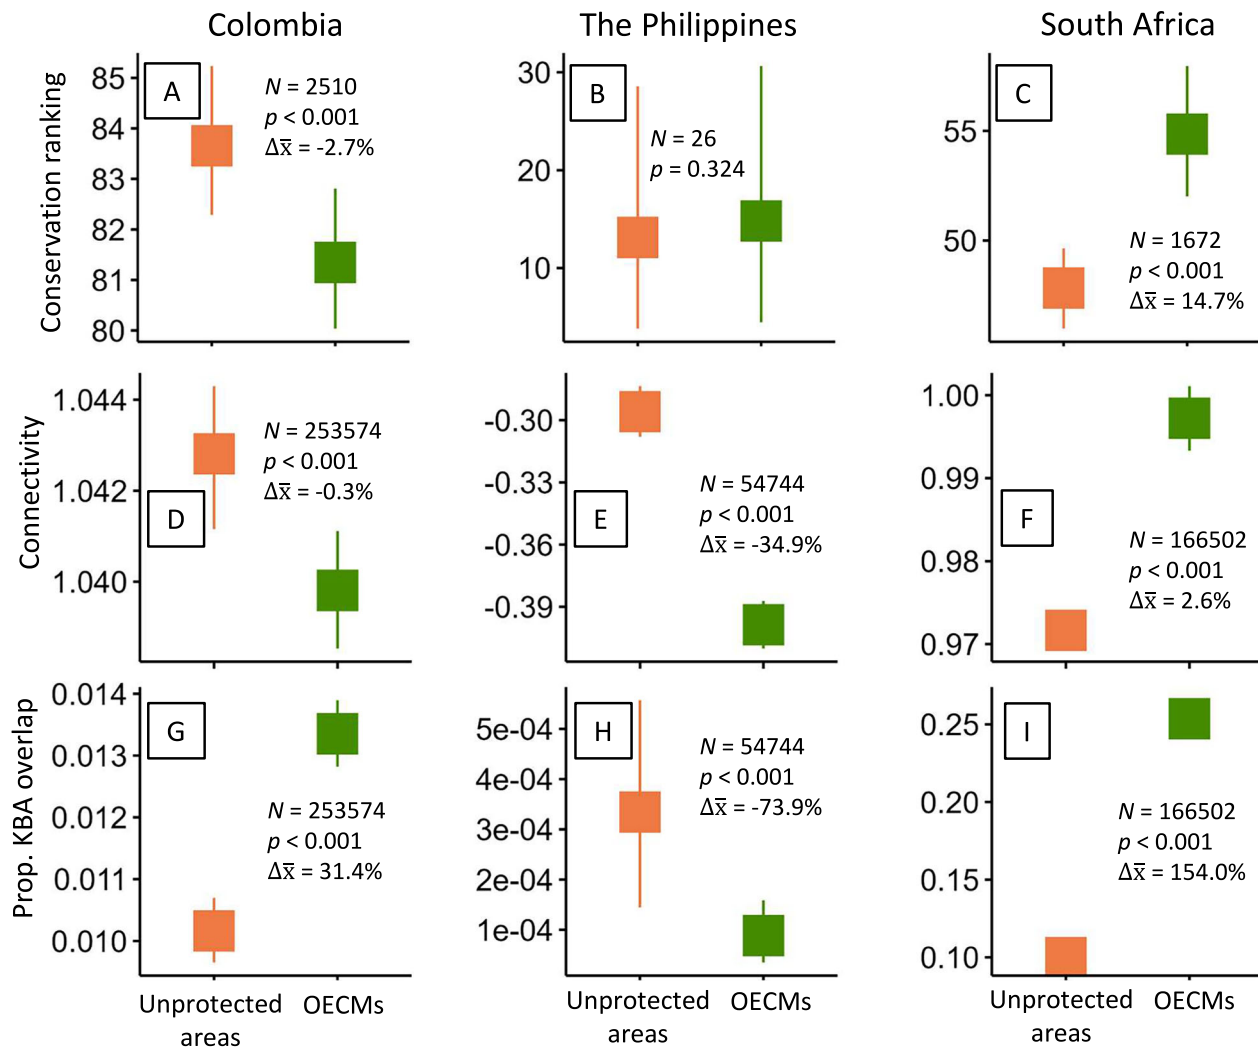 Colombia
The Philippines
South Africa
Conservation ranking
85
84
83
82
81
80
A
N = 2510
p < 0.001
Δx̅ = -2.7%
30
20
10
B
N = 26
p = 0.324
55
50
C
N = 1672
p < 0.001
Δx̅ = 14.7%
Connectivity
1.044
1.042
1.040
D
N = 253574
p < 0.001
Δx̅ = -0.3%
-0.30
-0.33
-0.36
-0.39
E
N = 54744
p < 0.001
Δx̅ = -34.9%
1.00
0.99
0.98
0.97
F
N = 166502
p < 0.001
Δx̅ = 2.6%
Prop. KBA overlap
0.014
0.013
0.012
0.011
0.010
G
N = 253574
p < 0.001
Δx̅ = 31.4%
5e-04
4e-04
3e-04
2e-04
1e-04
H
N = 54744
p < 0.001
Δx̅ = -73.9%
0.25
0.20
0.15
0.10
I
N = 166502
p < 0.001
Δx̅ = 154.0%
Unprotected
areas
OECMs
Unprotected
areas
OECMs
Unprotected
areas
OECMs